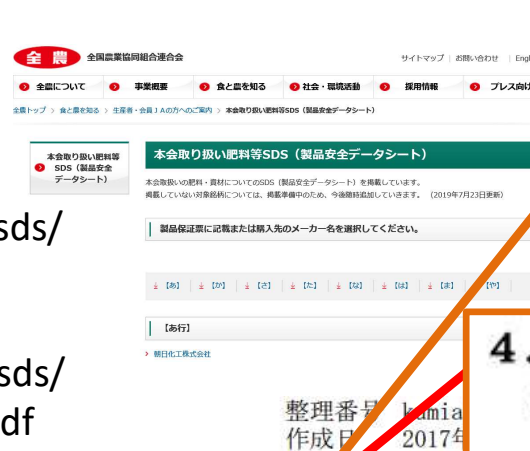 全農 全国農業協同組合連合会
サイトマップ | お問い合わせ | Engl
全農について 事業概要 食と農を知る 社会・環境活動 採用情報 プレス向け
全農トップ > 食と農を知る > 生産者・会員JAの方へのご案内 > 本会取り扱い肥料等SDS(製品安全データシート)
本会取り扱い肥料等
SDS(製品安全
データシート)
本会取り扱い肥料等SDS(製品安全データシート)
本会取扱いの肥料・資材についてのSDS(製品安全データシート)を掲載しています。
掲載していない対象銘柄については、掲載準備中のため、今後随時追加していきます。 (2019年7月23日更新)
製品保証票に記載または購入先のメーカー名を選択してください。
【あ】 【か】 【さ】 【た】 【な】 【は】 【ま】 【や】
【あ行】
> 朝日化工株式会社
sds/
sds/
df
4.
整理番号 kamia
作成日 2017年